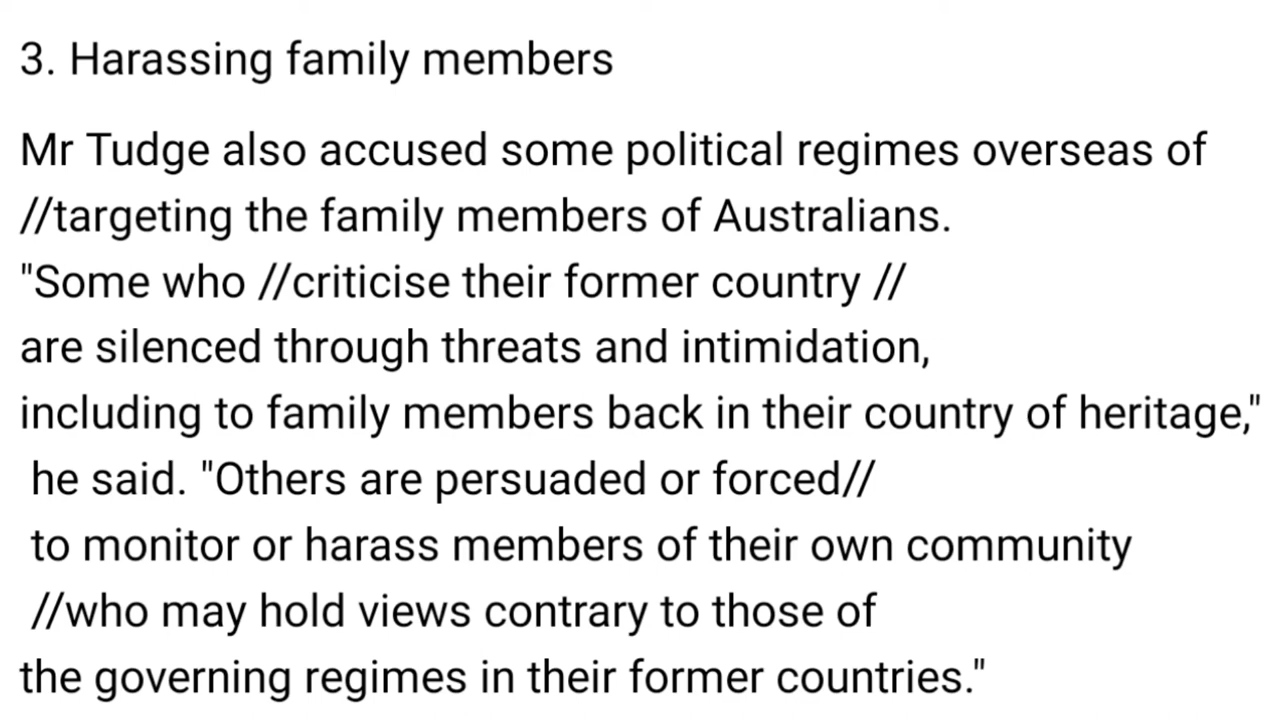 3. Harassing family members
Mr Tudge also accused some political regimes overseas of
//targeting the family members of Australians.
"Some who //criticise their former country //
are silenced through threats and intimidation,
including to family members back in their country of heritage,"
he said. "Others are persuaded or forced//
to monitor or harass members of their own community
//who may hold views contrary to those of
the governing regimes in their former countries."